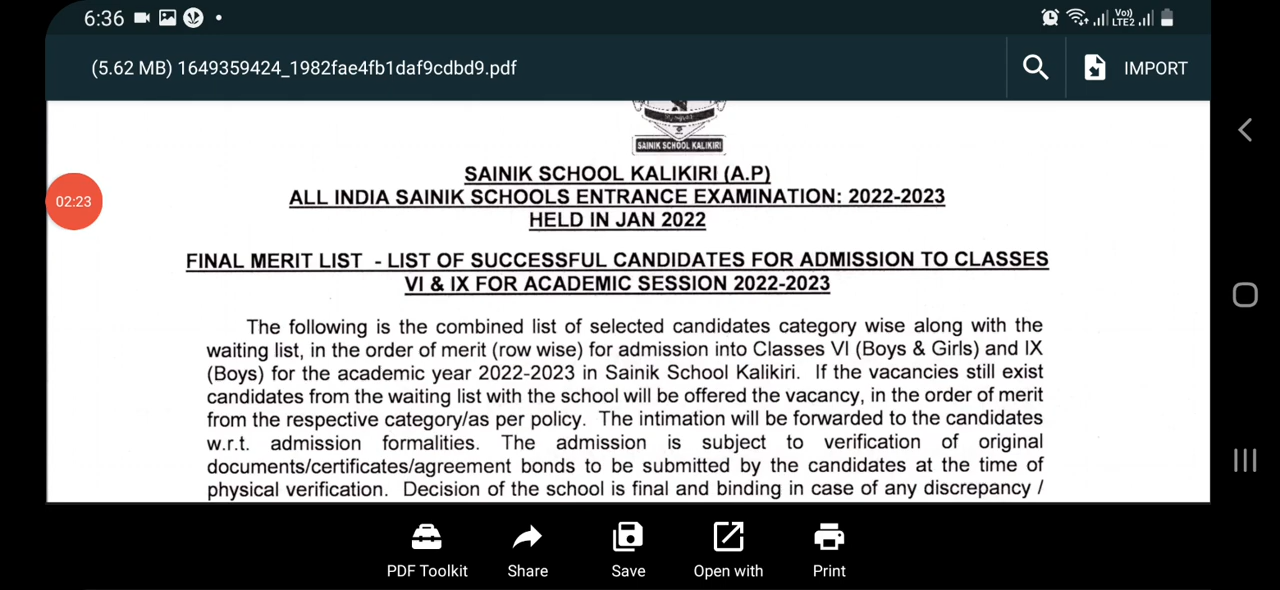 6:36
Vo))
LTE2
(5.62 MB) 1649359424_1982fae4fb1daf9cdbd9.pdf
IMPORT
SAINIK SCHOOL KALIKIRI
02:23
SAINIK SCHOOL KALIKIRI (A.P)
ALL INDIA SAINIK SCHOOLS ENTRANCE EXAMINATION: 2022-2023
HELD IN JAN 2022
FINAL MERIT LIST - LIST OF SUCCESSFUL CANDIDATES FOR ADMISSION TO CLASSES
VI & IX FOR ACADEMIC SESSION 2022-2023
The following is the combined list of selected candidates category wise along with the
waiting list, in the order of merit (row wise) for admission into Classes VI (Boys & Girls) and IX
(Boys) for the academic year 2022-2023 in Sainik School Kalikiri. If the vacancies still exist
candidates from the waiting list with the school will be offered the vacancy, in the order of merit
from the respective category/as per policy. The intimation will be forwarded to the candidates
w.r.t. admission formalities. The admission is subject to verification of original
documents/certificates/agreement bonds to be submitted by the candidates at the time of
physical verification. Decision of the school is final and binding in case of any discrepancy /
PDF Toolkit
Share
Save
Open with
Print